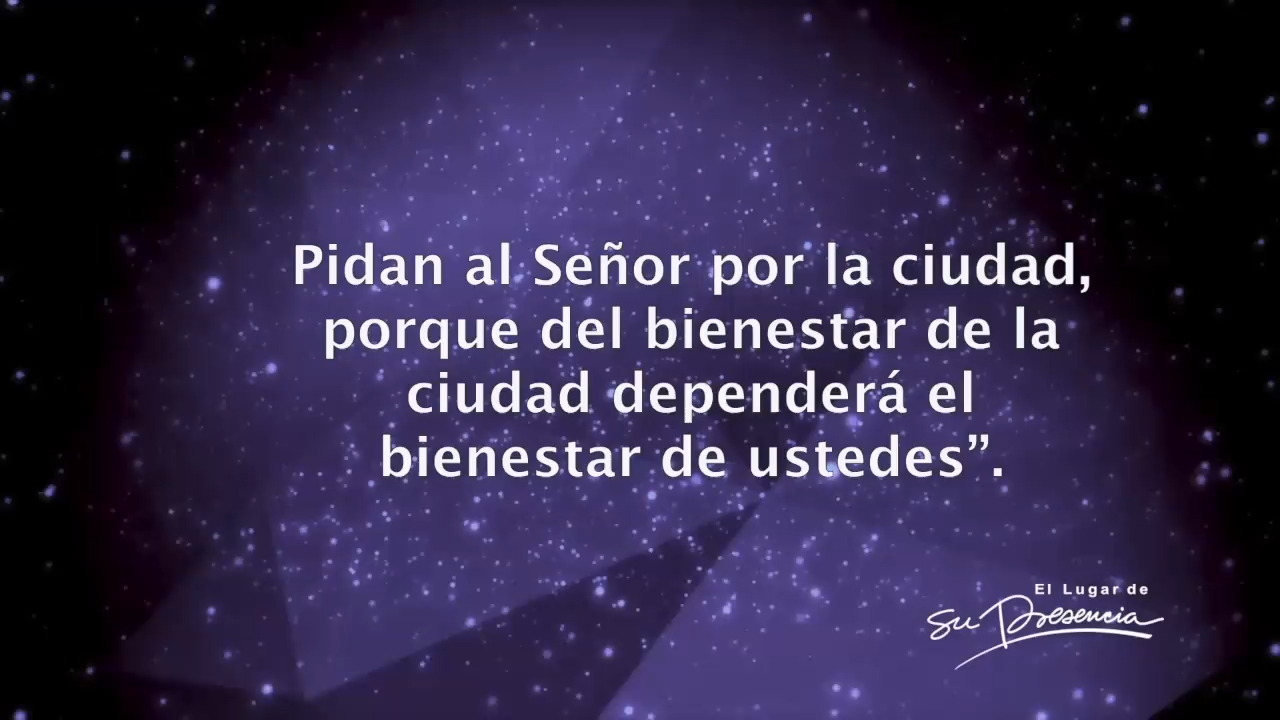 Pidan al Señor por la ciudad,
porque del bienestar de la
ciudad dependerá el
bienestar de ustedes”.
El Lugar de
Su Presencia